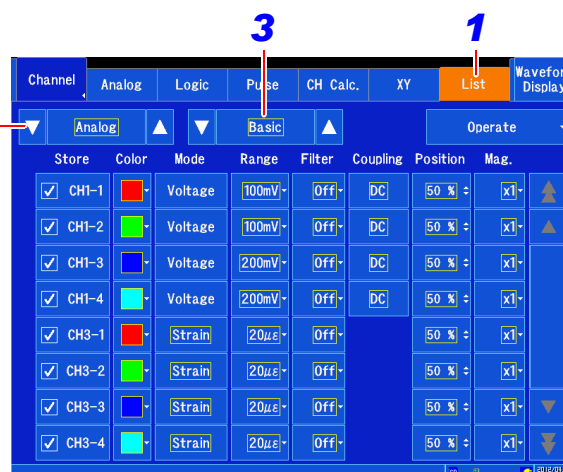 3 1
Channel Analog Logic Pulse CH Calc. XY List Wavefor
Display
Analog Basic Operate
Store Color Mode Range Filter Coupling Position Mag.
CH1-1 Voltage 100mV Off DC 50 % x1
CH1-2 Voltage 100mV Off DC 50 % x1
CH1-3 Voltage 200mV Off DC 50 % x1
CH1-4 Voltage 200mV Off DC 50 % x1
CH3-1 Strain 20με Off 50 % x1
CH3-2 Strain 20με Off 50 % x1
CH3-3 Strain 20με Off 50 % x1
CH3-4 Strain 20με Off 50 % x1